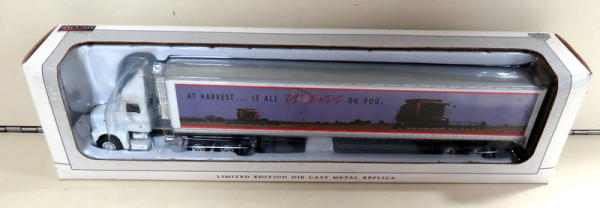 AT HARVEST... IT ALL DEPENDS ON YOU.
LIMITED EDITION DIE CAST METAL REPLICA